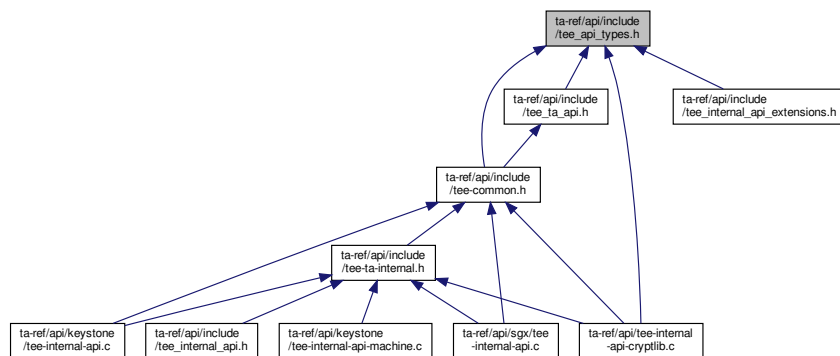 ta-ref/api/include
/tee_api_types.h
ta-ref/api/include
/tee_ta_api.h
ta-ref/api/include
/tee_internal_api_extensions.h
ta-ref/api/include
/tee-common.h
ta-ref/api/include
/tee-ta-internal.h
ta-ref/api/keystone
/tee-internal-api.c
ta-ref/api/include
/tee_internal_api.h
ta-ref/api/keystone
/tee-internal-api-machine.c
ta-ref/api/sgx/tee
-internal-api.c
ta-ref/api/tee-internal
-api-cryptlib.c